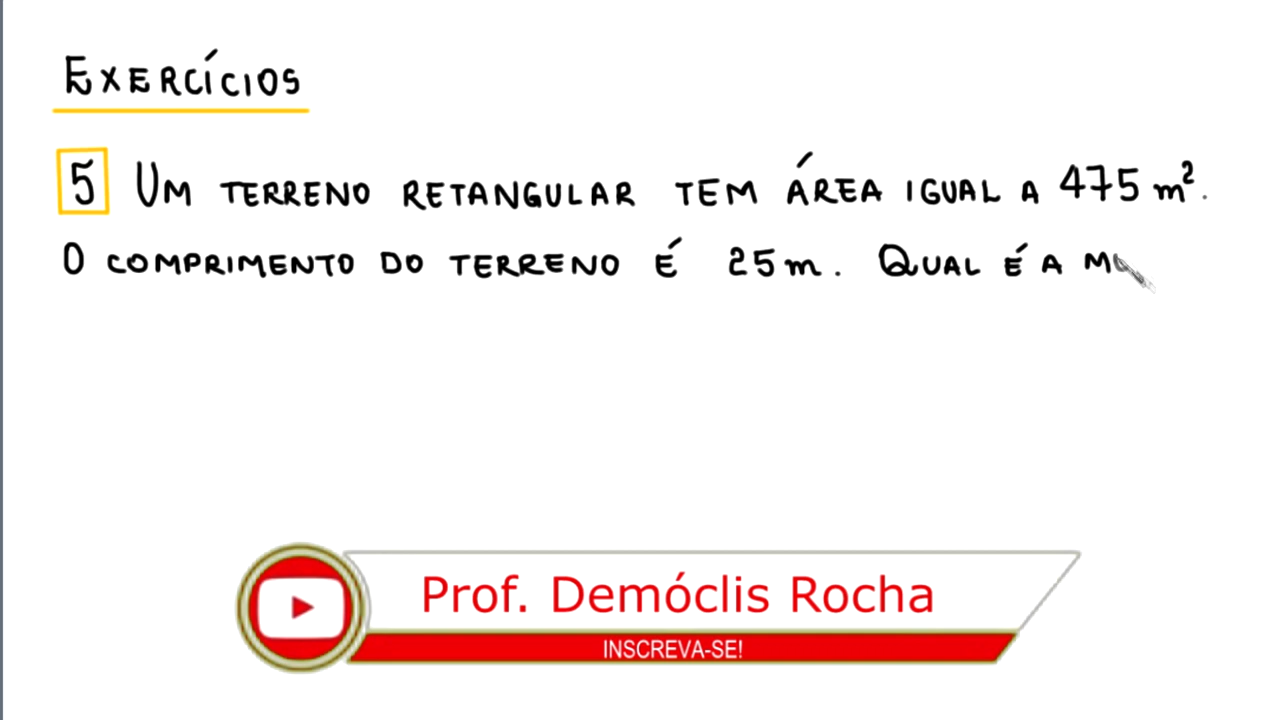 EXERCÍCIOS
5 UM TERRENO RETANGULAR TEM ÁREA IGUAL A 475 m².
O COMPRIMENTO DO TERRENO É 25m. QUAL É A
Prof. Demóclis Rocha
INSCREVA-SE!